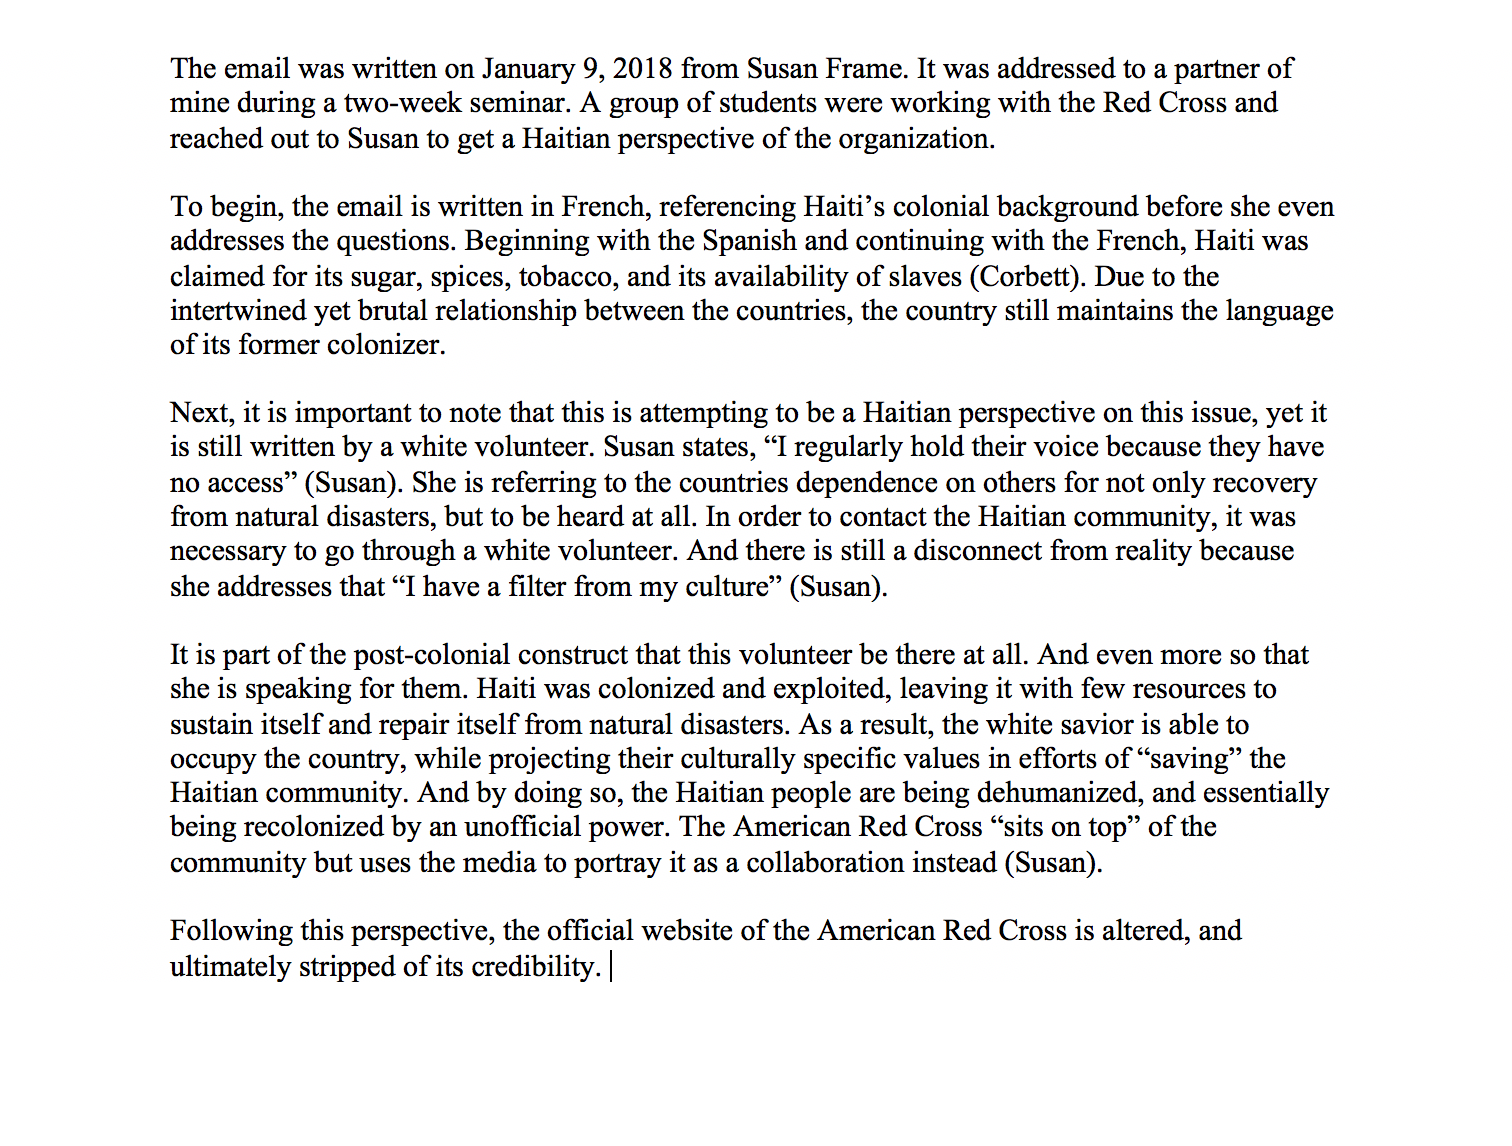 The email was written on January 9, 2018 from Susan Frame. It was addressed to a partner of
mine during a two-week seminar. A group of students were working with the Red Cross and
reached out to Susan to get a Haitian perspective of the organization.
To begin, the email is written in French, referencing Haiti’s colonial background before she even
addresses the questions. Beginning with the Spanish and continuing with the French, Haiti was
claimed for its sugar, spices, tobacco, and its availability of slaves (Corbett). Due to the
intertwined yet brutal relationship between the countries, the country still maintains the language
of its former colonizer.
Next, it is important to note that this is attempting to be a Haitian perspective on this issue, yet it
is still written by a white volunteer. Susan states, “I regularly hold their voice because they have
no access” (Susan). She is referring to the countries dependence on others for not only recovery
from natural disasters, but to be heard at all. In order to contact the Haitian community, it was
necessary to go through a white volunteer. And there is still a disconnect from reality because
she addresses that “I have a filter from my culture” (Susan).
It is part of the post-colonial construct that this volunteer be there at all. And even more so that
she is speaking for them. Haiti was colonized and exploited, leaving it with few resources to
sustain itself and repair itself from natural disasters. As a result, the white savior is able to
occupy the country, while projecting their culturally specific values in efforts of “saving” the
Haitian community. And by doing so, the Haitian people are being dehumanized, and essentially
being recolonized by an unofficial power. The American Red Cross “sits on top” of the
community but uses the media to portray it as a collaboration instead (Susan).
Following this perspective, the official website of the American Red Cross is altered, and
ultimately stripped of its credibility.